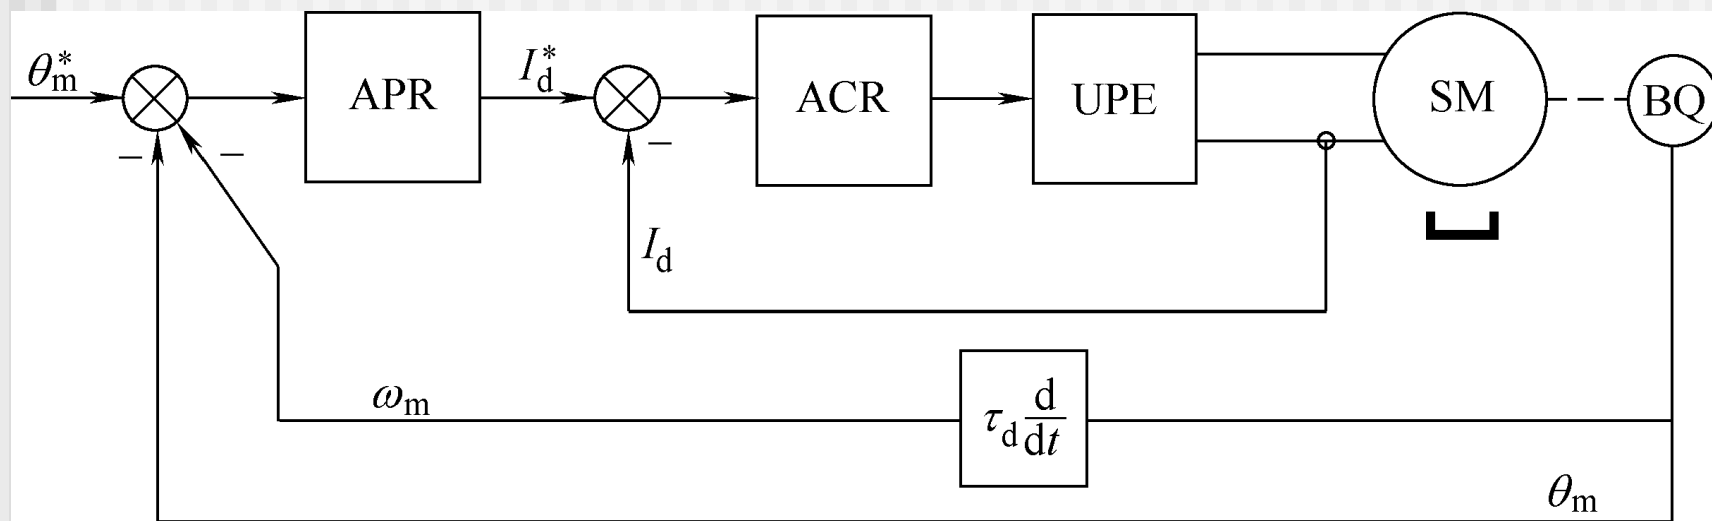 θ*m
APR
I*d
ACR
UPE
SM
BQ
−
−
−
Id
ωm
τd d/dt
θm